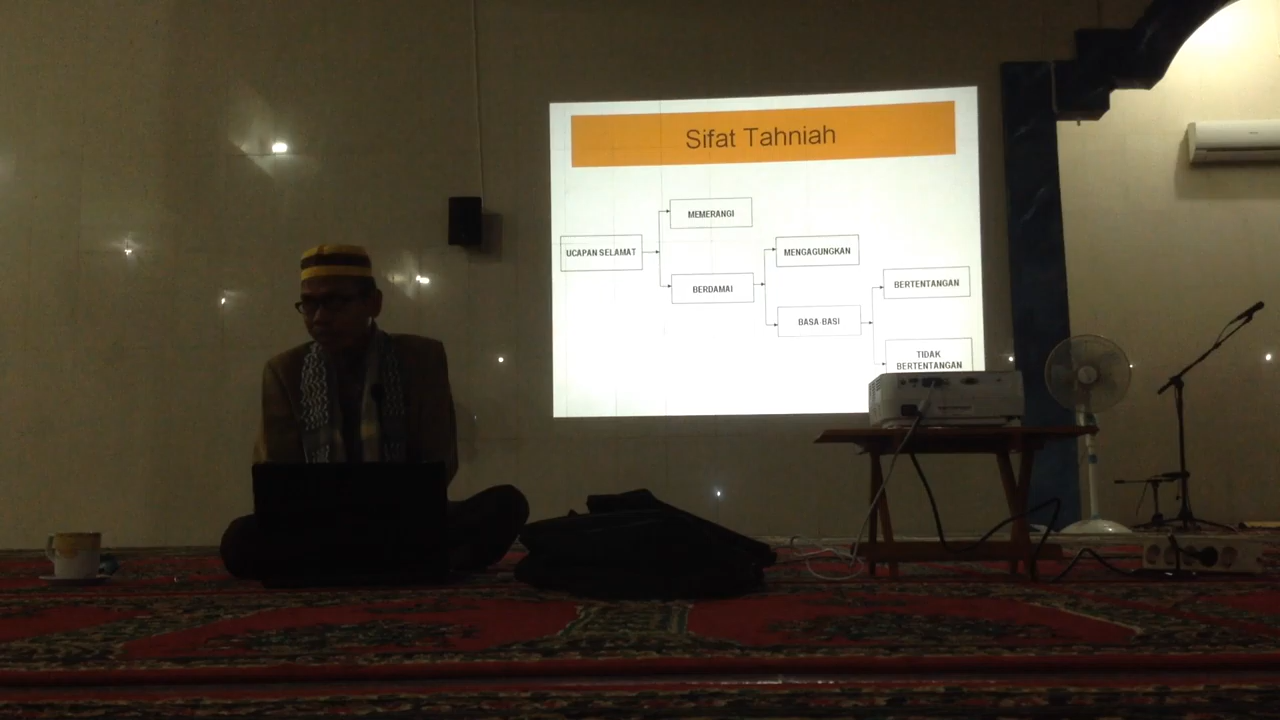 Sifat Tahniah
MEMERANGI
UCAPAN SELAMAT
MENGAGUNGKAN
BERDAMAI
BERTENTANGAN
BASA-BASI
TIDAK
BERTENTANGAN